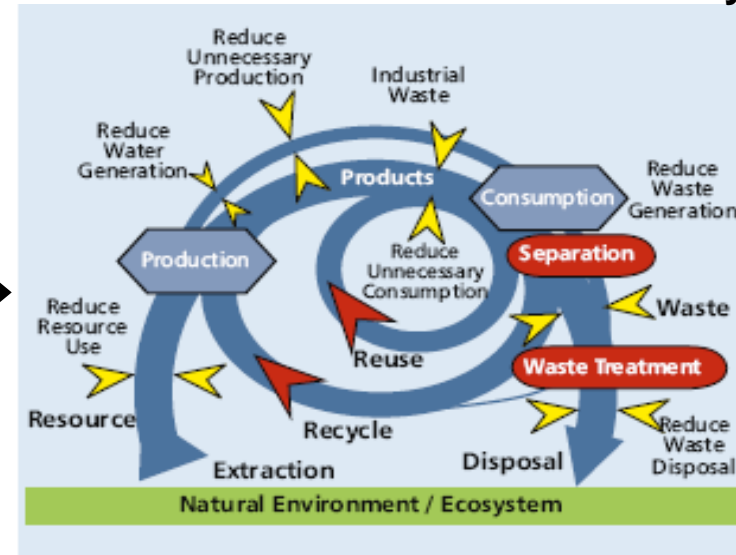 Reduce
Unnecessary
Production
Industrial
Waste
Reduce
Water
Generation
Products
Consumption
Reduce
Waste
Generation
Production
Separation
Reduce
Unnecessary
Consumption
Reduce
Resource
Use
Waste
Reuse
Waste Treatment
Resource
Recycle
Reduce
Waste
Disposal
Extraction
Disposal
Natural Environment / Ecosystem